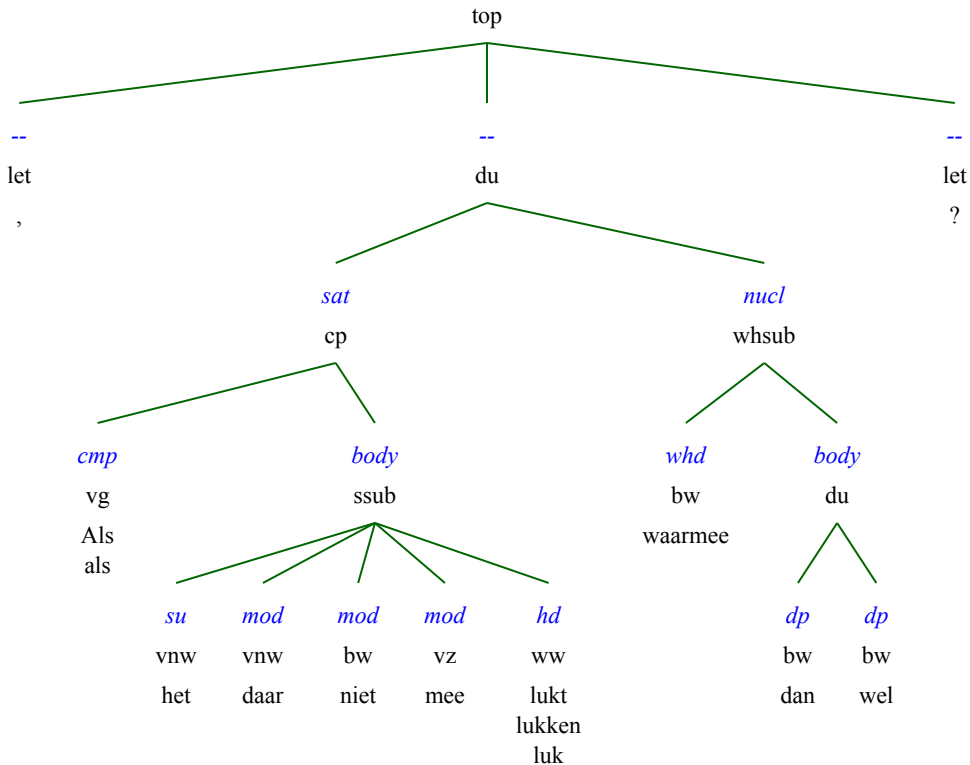 top
-- -- --
let du let
, ?
sat nucl
cp whsub
cmp body whd body
vg ssub bw du
Als waarmee
als
su mod mod mod hd dp dp
vnw vnw bw vz ww bw bw
het daar niet mee lukt dan wel
lukken
luk